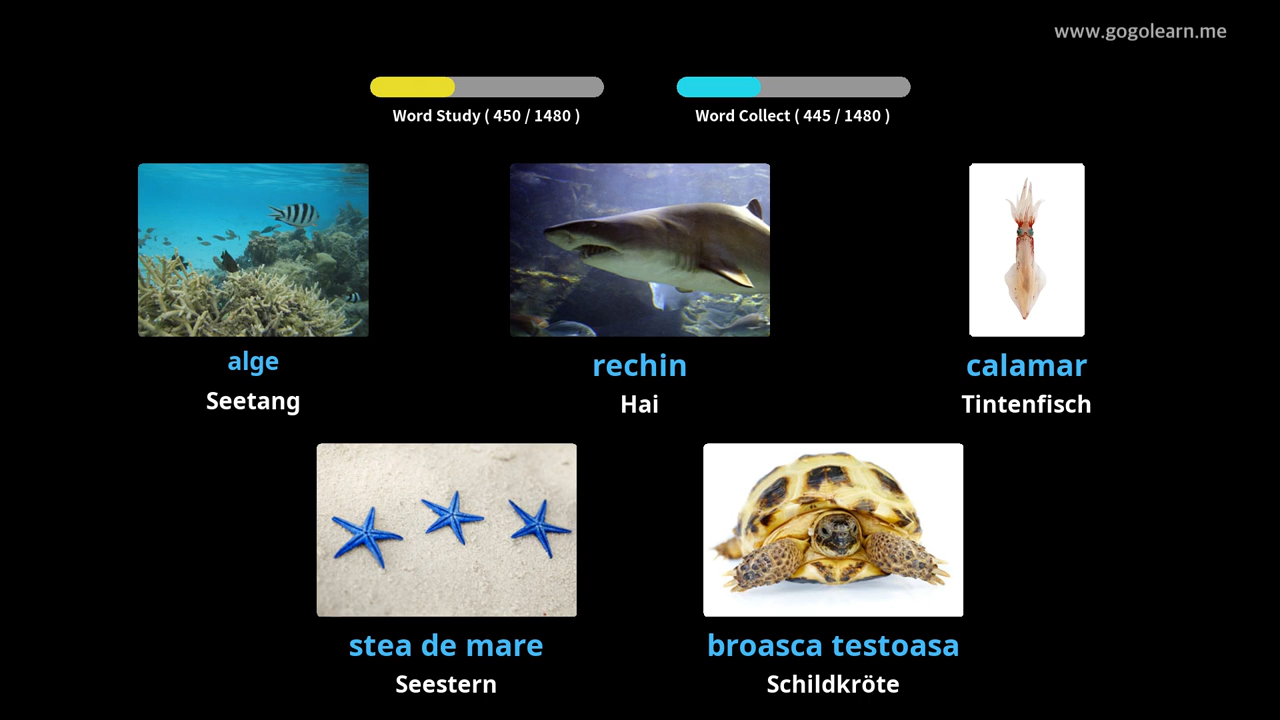 www.gogolearn.me
Word Study ( 450 / 1480 )
Word Collect ( 445 / 1480 )
alge
Seetang
rechin
Hai
calamar
Tintenfisch
stea de mare
Seestern
broasca testoasa
Schildkröte